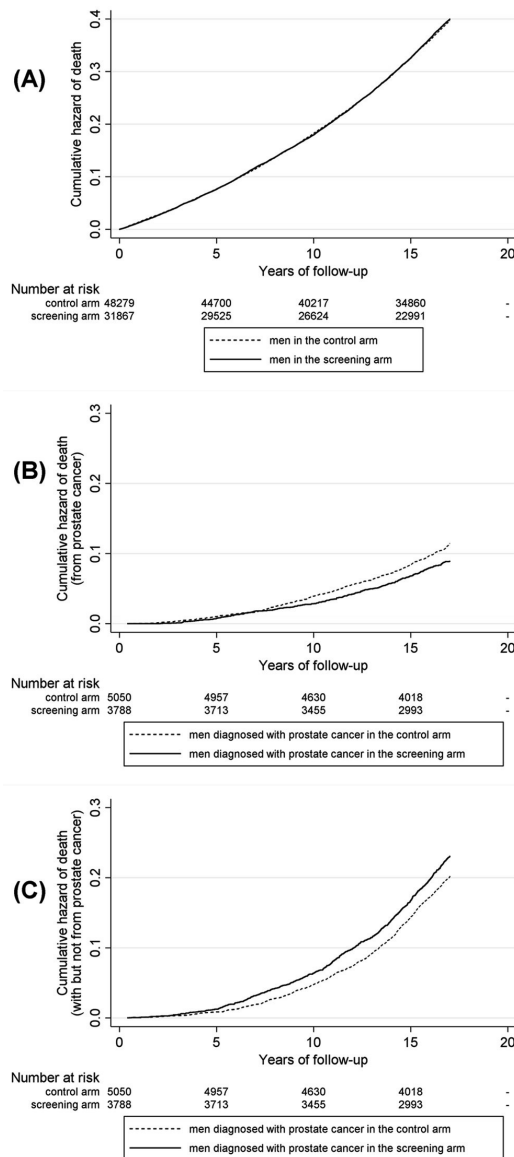 (A)
Cumulative hazard of death
0.4
0.3
0.2
0.1
0.0
0 5 10 15 20
Years of follow-up
Number at risk
control arm 48279 44700 40217 34860 -
screening arm 31867 29525 26624 22991 -
men in the control arm
men in the screening arm
(B)
Cumulative hazard of death
(from prostate cancer)
0.3
0.2
0.1
0.0
0 5 10 15 20
Years of follow-up
Number at risk
control arm 5050 4957 4630 4018 -
screening arm 3788 3713 3455 2993 -
men diagnosed with prostate cancer in the control arm
men diagnosed with prostate cancer in the screening arm
(C)
Cumulative hazard of death
(with but not from prostate cancer)
0.3
0.2
0.1
0.0
0 5 10 15 20
Years of follow-up
Number at risk
control arm 5050 4957 4630 4018 -
screening arm 3788 3713 3455 2993 -
men diagnosed with prostate cancer in the control arm
men diagnosed with prostate cancer in the screening arm